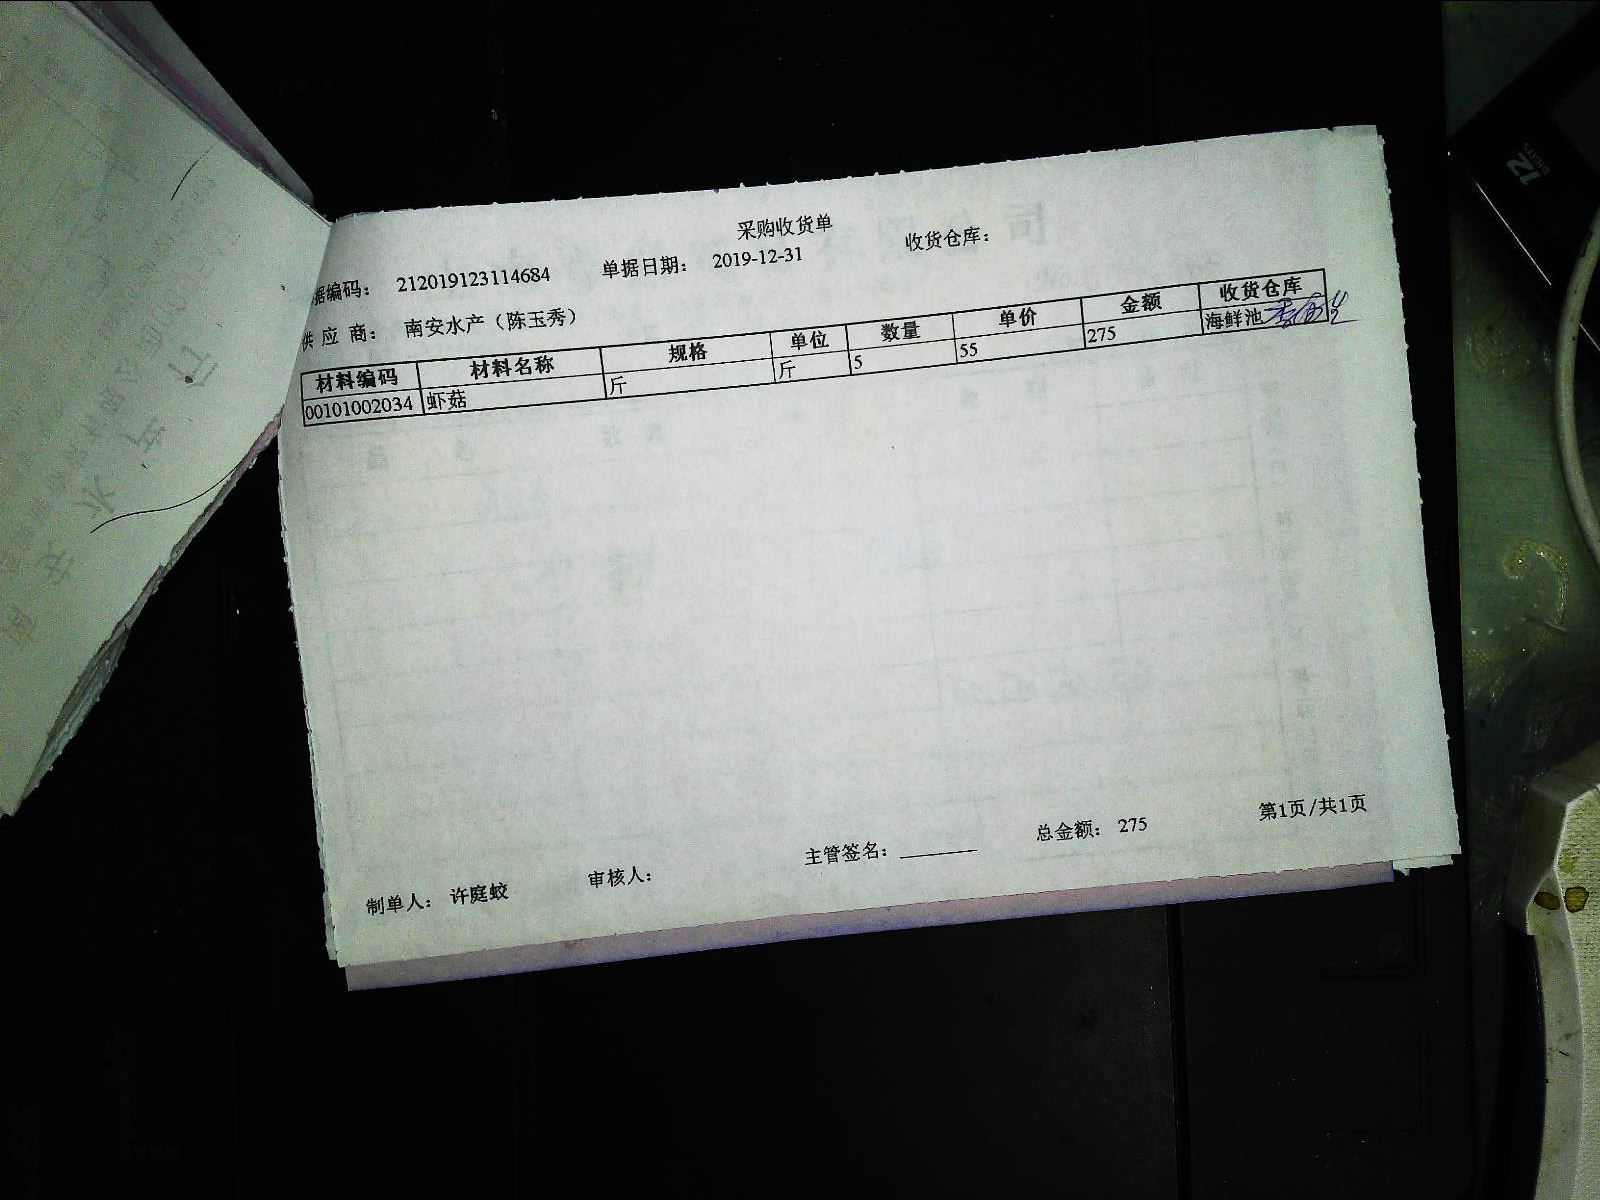 采购收货单
据编码： 212019123114684 单据日期： 2019-12-31 收货仓库：
供 应 商： 南安水产（陈玉秀）
材料编码 材料名称 规格 单位 数量 单价 金额 收货仓库
00101002034 虾菇 斤 斤 5 55 275 海鲜池
制单人： 许庭蛟 审核人： 主管签名： 总金额： 275 第1页/共1页
12 DIGITS